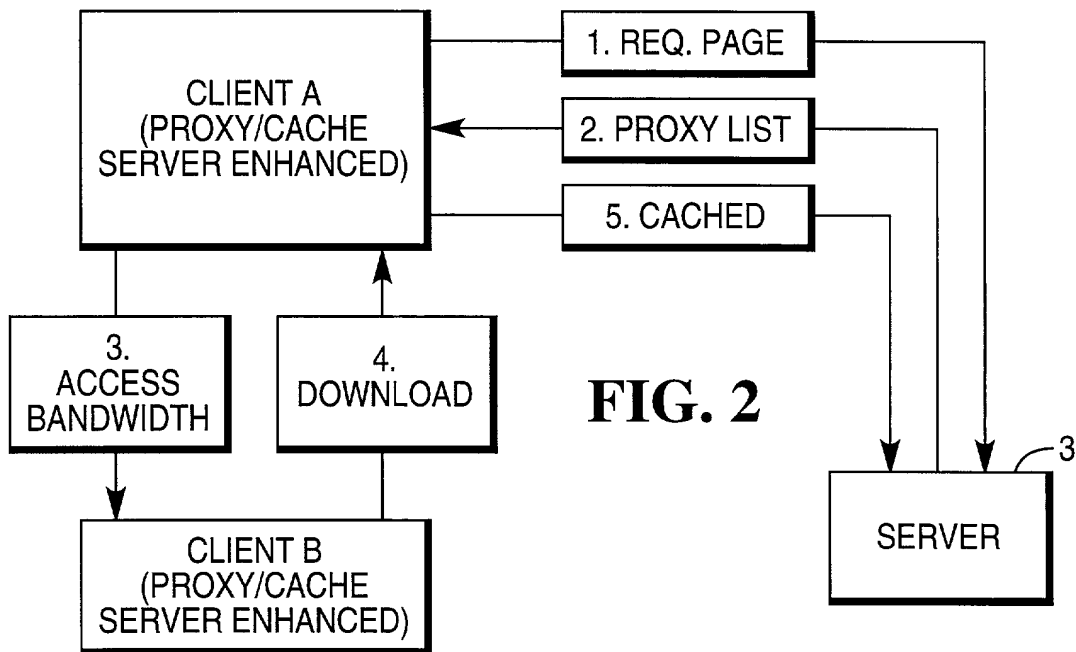 CLIENT A
(PROXY/CACHE
SERVER ENHANCED)
1. REQ. PAGE
2. PROXY LIST
5. CACHED
3.
ACCESS
BANDWIDTH
4.
DOWNLOAD
FIG. 2
3
SERVER
CLIENT B
(PROXY/CACHE
SERVER ENHANCED)